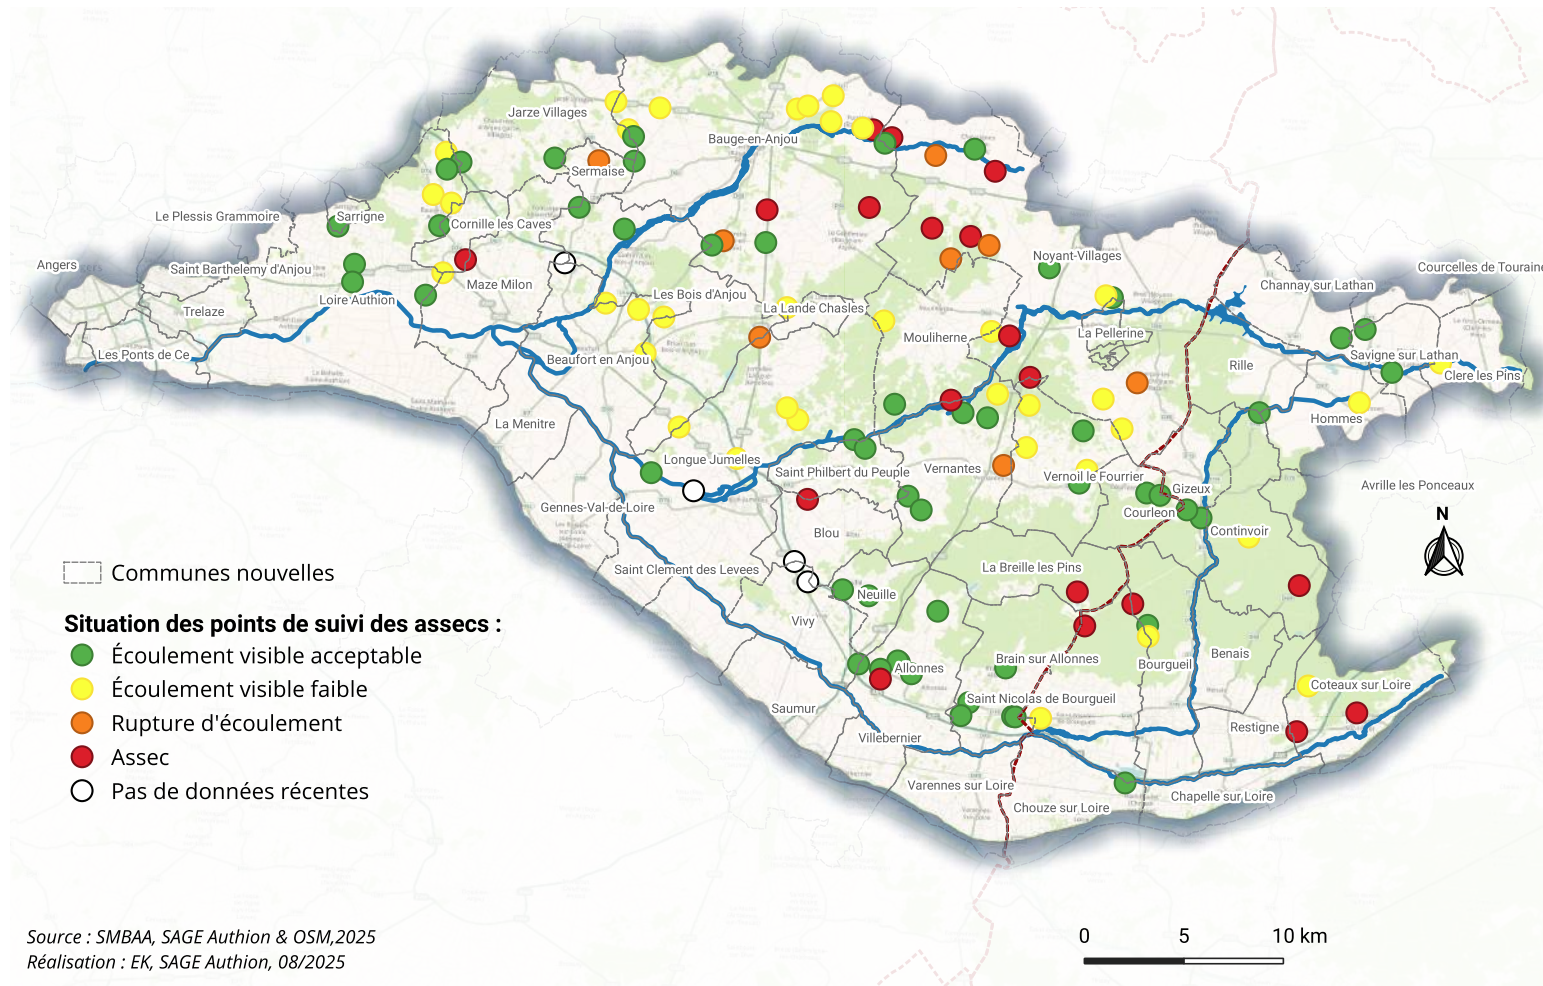 Jarze Villages
Bauge-en-Anjou
Sermaise
Le Plessis Grammoire
Sarrigne
Cornille les Caves
Angers
Saint Barthelemy d'Anjou
Maze Milon
Noyant-Villages
Courcelles de Touraine
Channay sur Lathan
Loire Authion
Trelaze
Les Bois d'Anjou
La Lande Chasles
Mouliherne
La Pellerine
Les Ponts de Ce
Beaufort en Anjou
Rille
Savigne sur Lathan
Clere les Pins
La Menitre
Hommes
Longue Jumelles
Saint Philbert du Peuple
Vernantes
Vernoil le Fourrier
Gizeux
Avrille les Ponceaux
Gennes-Val-de-Loire
Courleon
Continvoir
Blou
N
Saint Clement des Levees
La Breille les Pins
Neuille
Vivy
Allonnes
Brain sur Allonnes
Bourgueil
Benais
Coteaux sur Loire
Saumur
Saint Nicolas de Bourgueil
Restigne
Villebernier
Varennes sur Loire
Chouze sur Loire
Chapelle sur Loire
Communes nouvelles
Situation des points de suivi des assecs :
Écoulement visible acceptable
Écoulement visible faible
Rupture d'écoulement
Assec
Pas de données récentes
Source : SMBAA, SAGE Authion & OSM,2025
Réalisation : EK, SAGE Authion, 08/2025
0 5 10 km